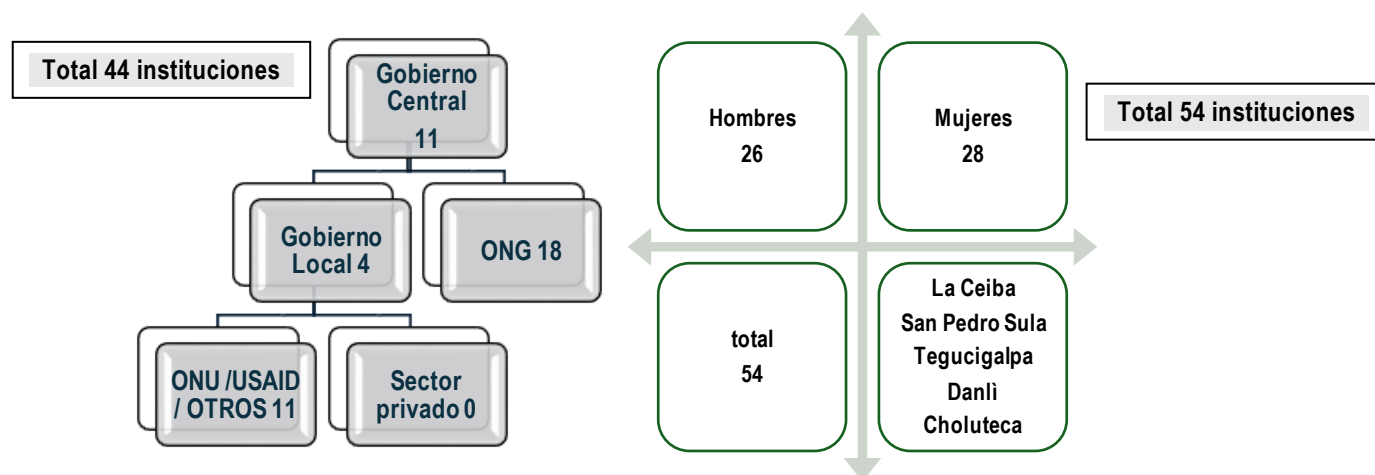 Total 44 instituciones
Gobierno
Central
11
Gobierno
Local 4
ONG 18
ONU /USAID
/ OTROS 11
Sector
privado 0
Hombres
26
Mujeres
28
total
54
La Ceiba
San Pedro Sula
Tegucigalpa
Danlì
Choluteca
Total 54 instituciones